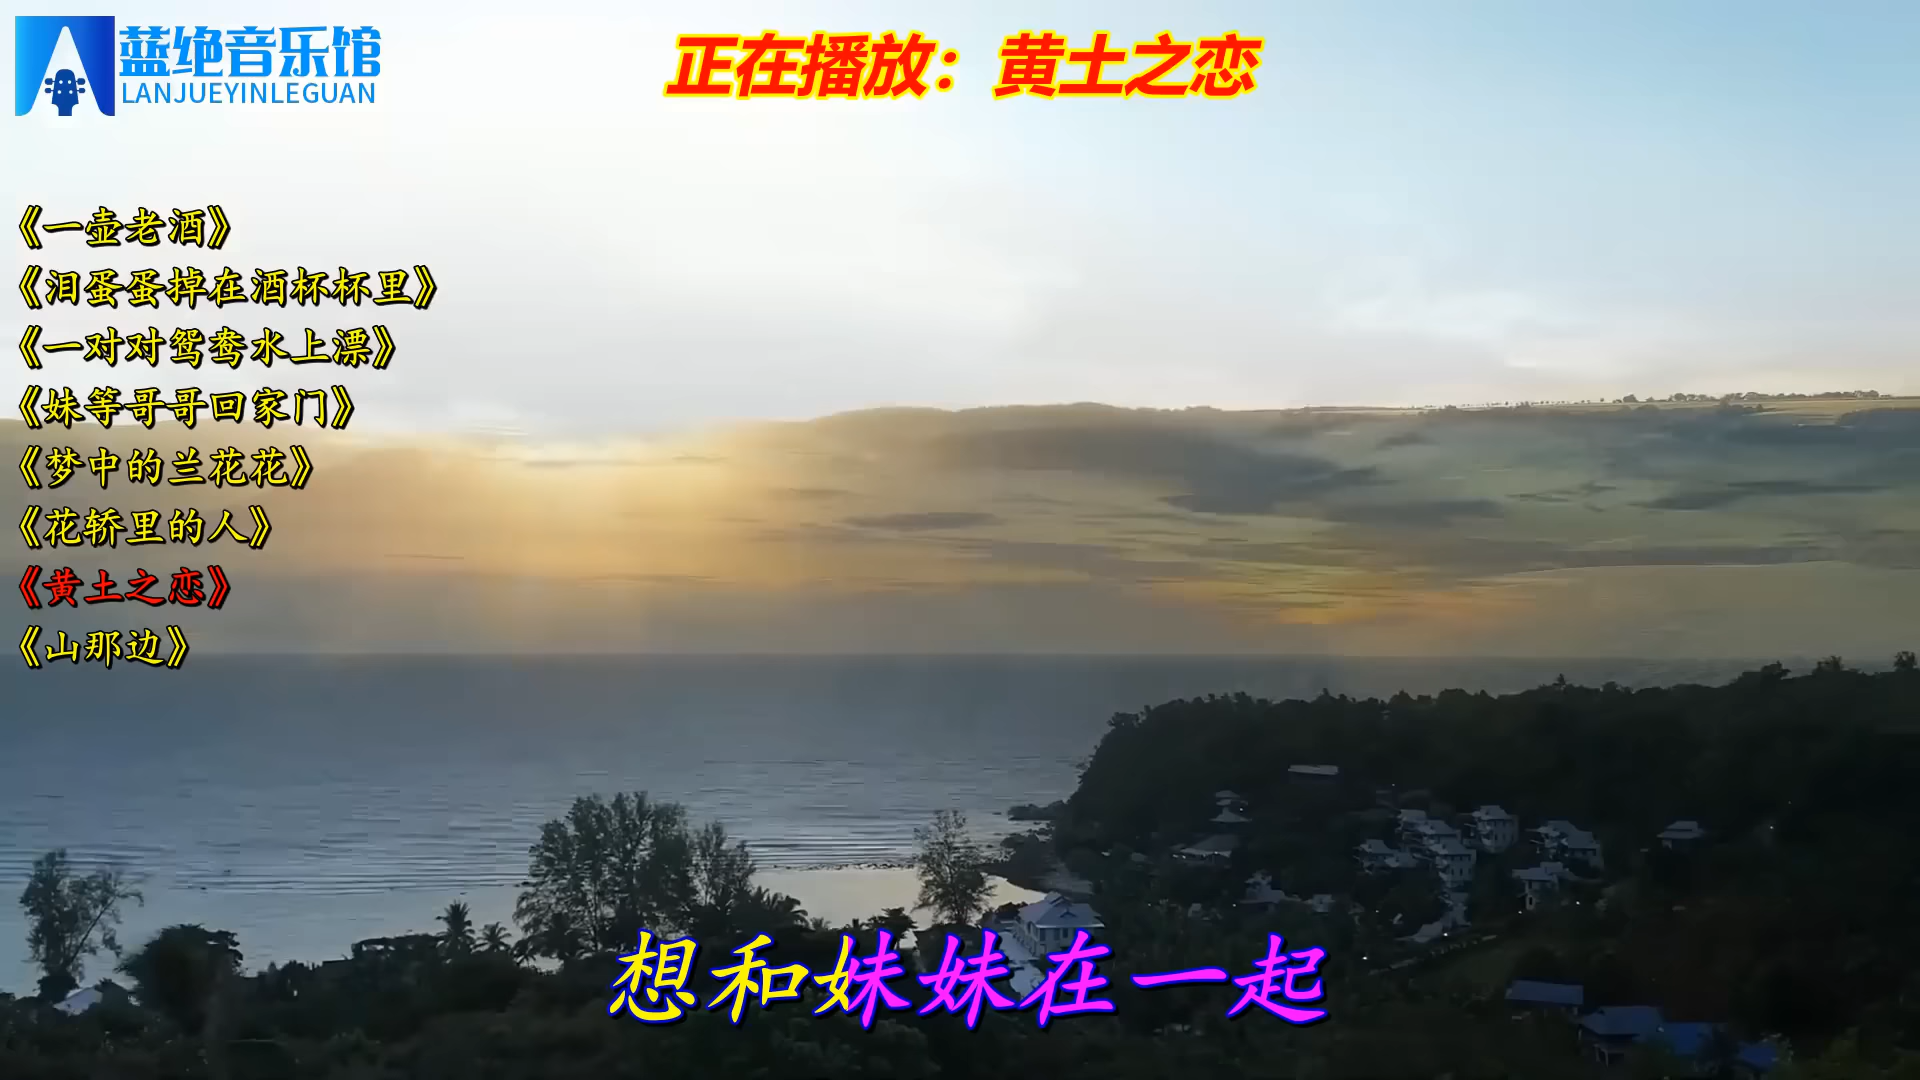 蓝绝音乐馆
LANJUEYINLEGUAN
正在播放：黄土之恋
《一壶老酒》
《泪蛋蛋掉在酒杯杯里》
《一对对鸳鸯水上漂》
《妹等哥哥回家门》
《梦中的兰花花》
《花轿里的人》
《黄土之恋》
《山那边》
想和妹妹在一起